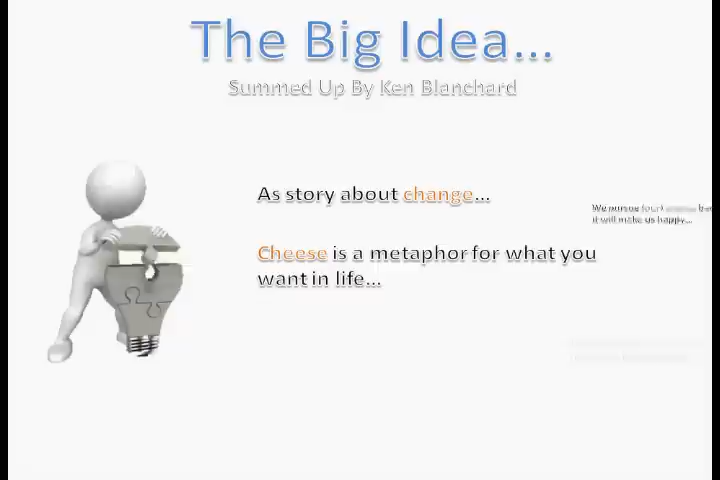 The Big Idea...
Summed Up By Ken Blanchard
As story about change...
Cheese is a metaphor for what you
want in life...
We pursue (our)
it will make us happy...